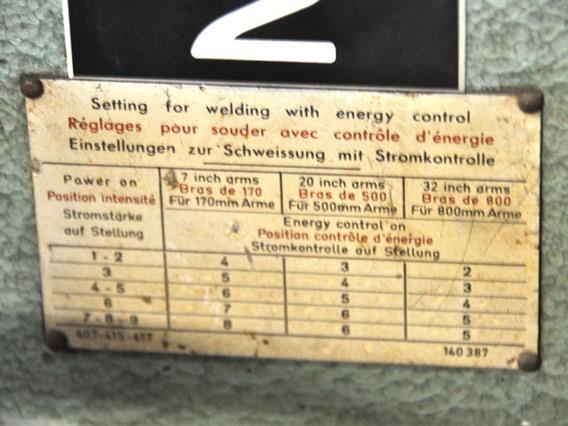 2
Setting for welding with energy control
Réglages pour souder avec contrôle d'énergie
Einstellungen zur Schweissung mit Stromkontrolle
Power on
Position intensité
Stromstärke
auf Stellung
7 inch arms
Bras de 170
Für 170mm Arme
20 inch arms
Bras de 500
Für 500mm Arme
32 inch arms
Bras de 800
Für 800mm Arme
Energy control on
Position contrôle d'énergie
Stromkontrolle auf Stellung
1-2 4 3 2
3 5 4 3
4-5 6 5 4
6 7 6 5
7-8-9 8 6 5
407-415-417 140 387